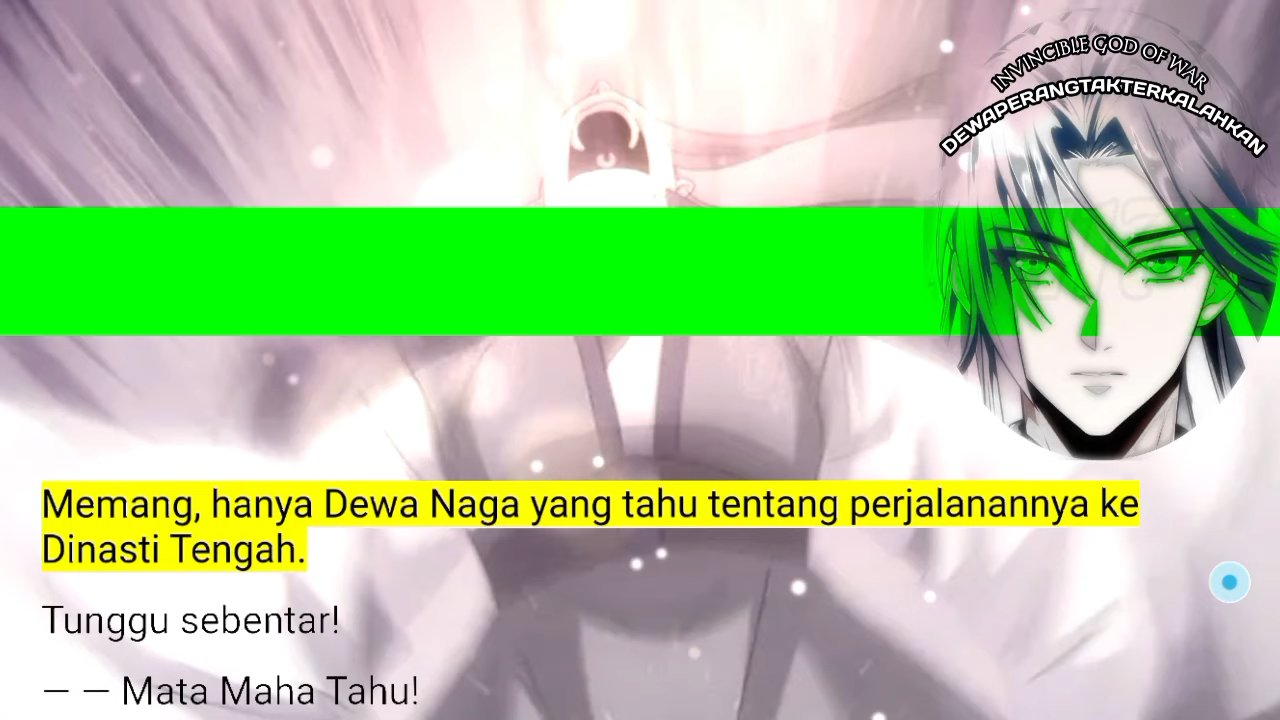 INVINCIBLE GOD OF WAR
DEWAPERANGTAKTERKALAHKAN
Memang, hanya Dewa Naga yang tahu tentang perjalanannya ke
Dinasti Tengah.
Tunggu sebentar!
— — Mata Maha Tahu!